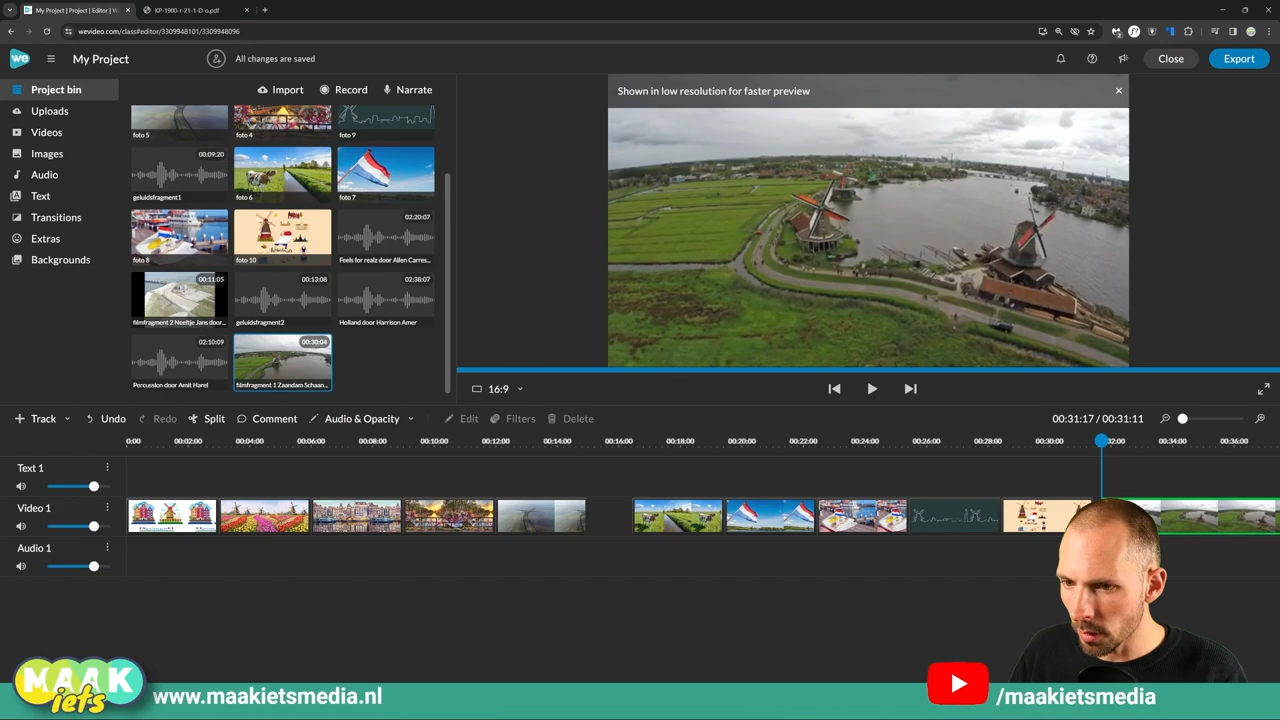 My Project | Project | Editor | V
KP-1900-r-21-1-D-o.pdf
wevideo.com/class#editor/3309948101/3309948096
we
My Project
All changes are saved
Close
Export
Project bin
Import
Record
Narrate
Shown in low resolution for faster preview
Uploads
Videos
Images
Audio
Text
Transitions
Extras
Backgrounds
foto 5
foto 4
foto 9
00:09:20
geluidsfragment1
foto 6
foto 7
02:20:07
foto 8
foto 10
Feels for realz door Allen Carres...
00:11:05
00:13:08
02:38:07
filmfragment 2 Neeltje Jans door...
geluidsfragment2
Holland door Harrison Amer
02:10:09
00:30:04
Percussion door Amit Harel
filmfragment 1 Zaandam Schaan...
16:9
Track
Undo
Redo
Split
Comment
Audio & Opacity
Edit
Filters
Delete
00:31:17 / 00:31:11
0:00
00:02:00
00:04:00
00:06:00
00:08:00
00:10:00
00:12:00
00:14:00
00:16:00
00:18:00
00:20:00
00:22:00
00:24:00
00:26:00
00:28:00
00:30:00
32:00
00:34:00
00:36:00
Text 1
Video 1
Audio 1
MAAK
iets
www.maakietsmedia.nl
/maakietsmedia